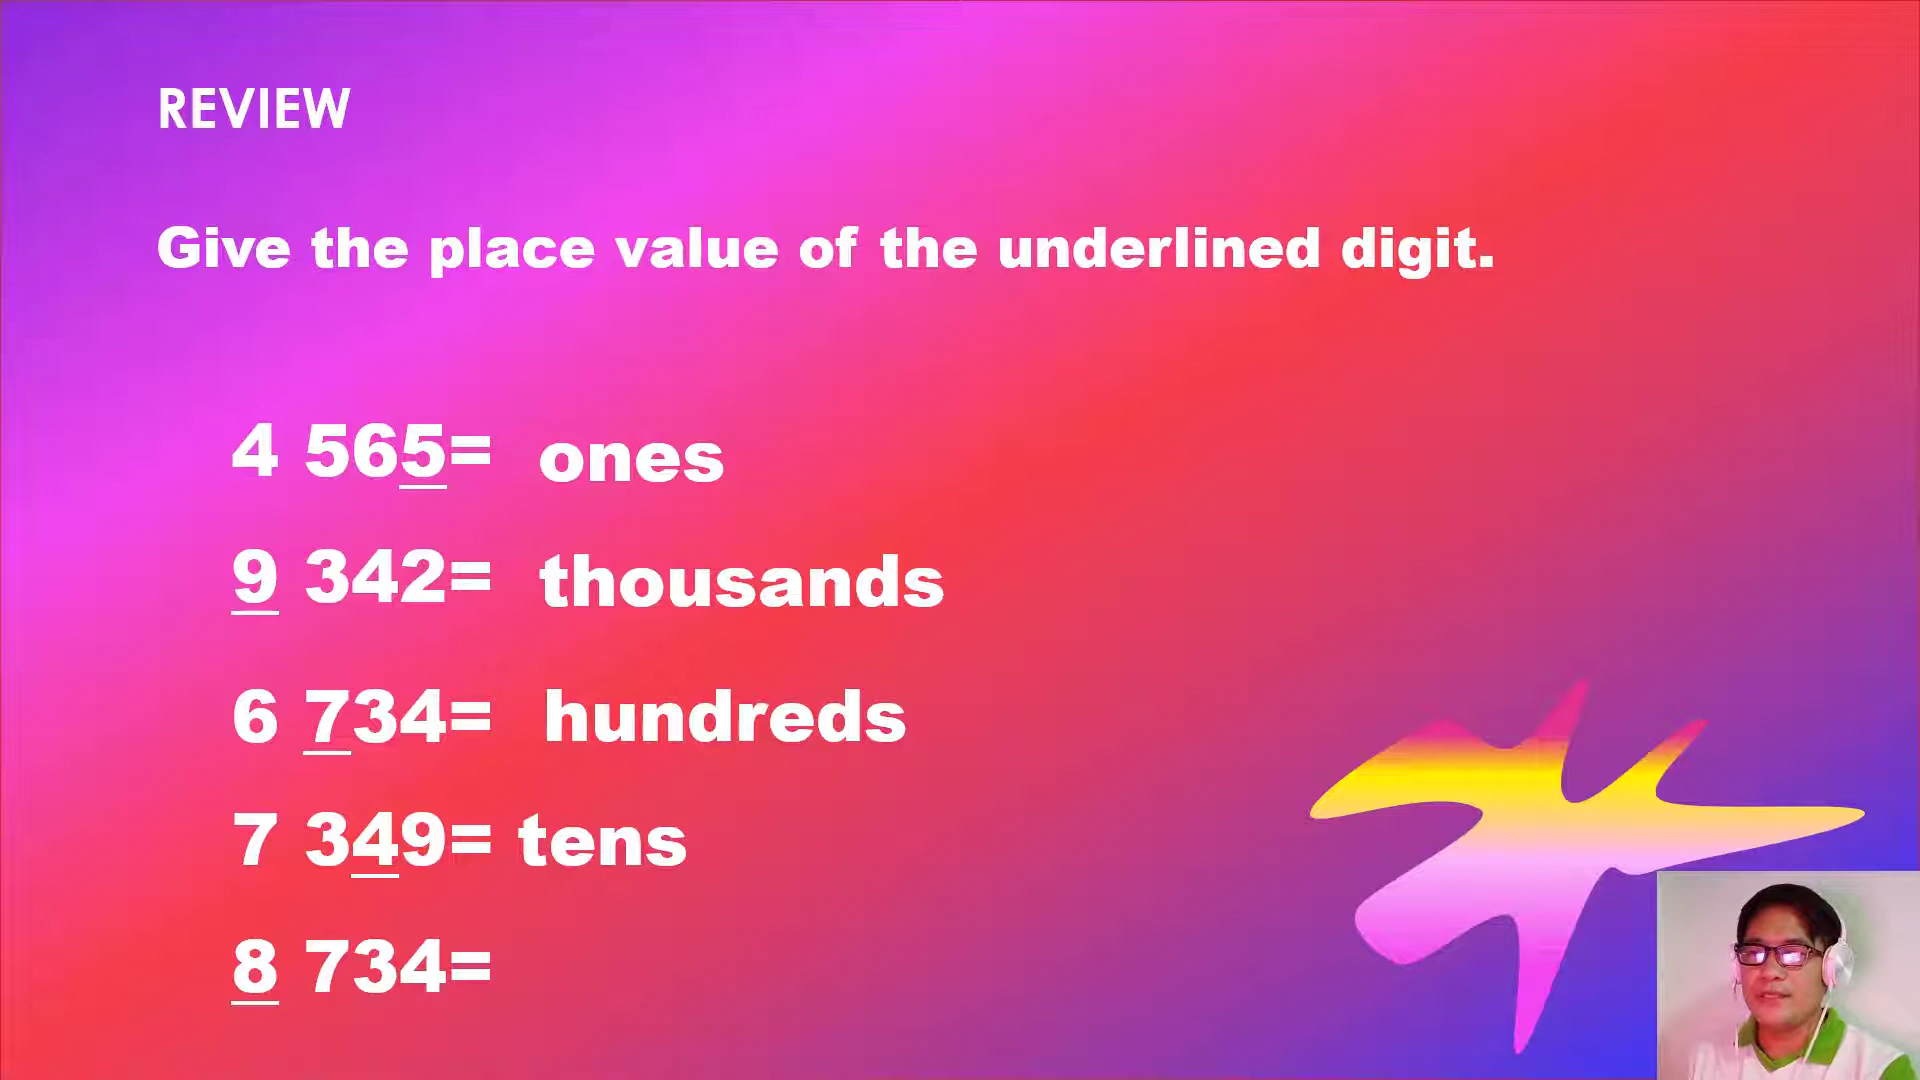 REVIEW
Give the place value of the underlined digit.
4 565= ones
9 342= thousands
6 734= hundreds
7 349= tens
8 734=